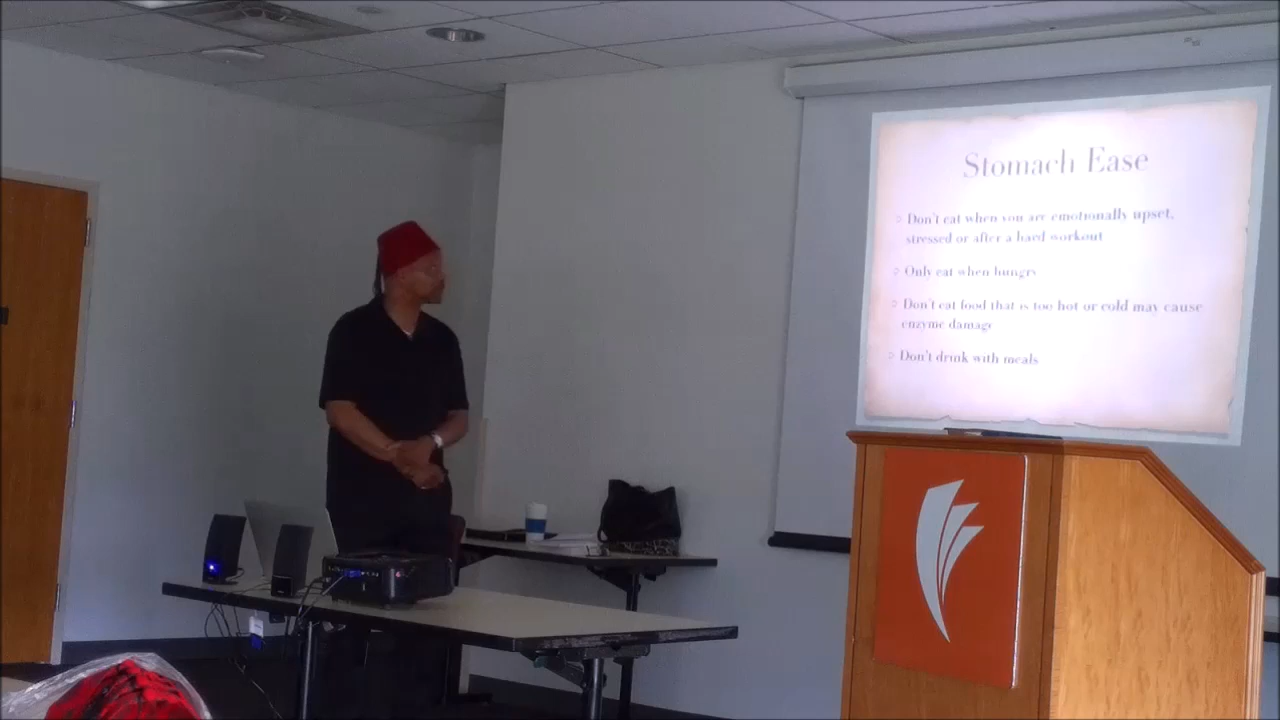 Stomach Ease
Don't eat when you are emotionally upset,
stressed or after a hard workout
Only eat when hungry
Don't eat food that is too hot or cold may cause
enzyme damage
Don't drink with meals